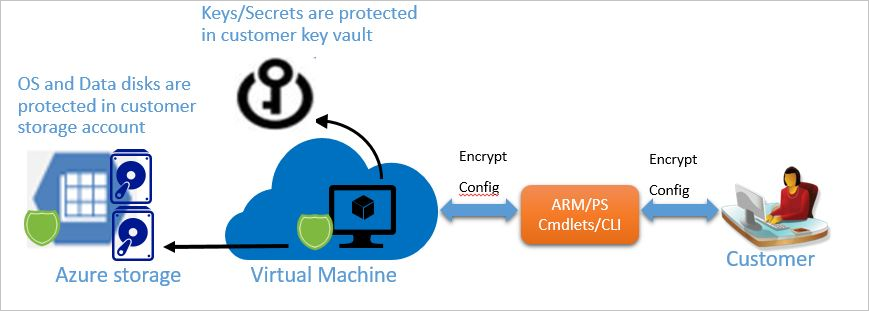 Keys/Secrets are protected
in customer key vault
OS and Data disks are
protected in customer
storage account
Encrypt
Config
Encrypt
Config
ARM/PS
Cmdlets/CLI
Azure storage
Virtual Machine
Customer